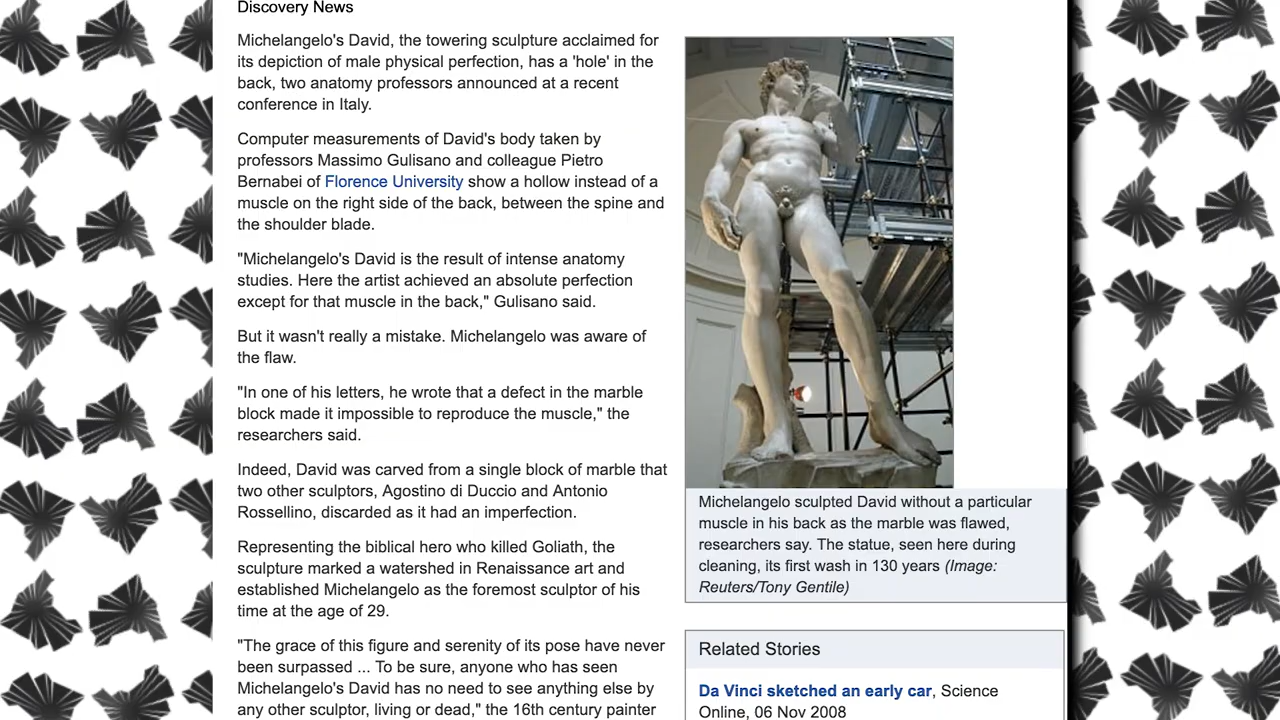 Discovery News
Michelangelo's David, the towering sculpture acclaimed for
its depiction of male physical perfection, has a 'hole' in the
back, two anatomy professors announced at a recent
conference in Italy.
Computer measurements of David's body taken by
professors Massimo Gulisano and colleague Pietro
Bernabei of Florence University show a hollow instead of a
muscle on the right side of the back, between the spine and
the shoulder blade.
"Michelangelo's David is the result of intense anatomy
studies. Here the artist achieved an absolute perfection
except for that muscle in the back," Gulisano said.
But it wasn't really a mistake. Michelangelo was aware of
the flaw.
"In one of his letters, he wrote that a defect in the marble
block made it impossible to reproduce the muscle," the
researchers said.
Indeed, David was carved from a single block of marble that
two other sculptors, Agostino di Duccio and Antonio
Rossellino, discarded as it had an imperfection.
Representing the biblical hero who killed Goliath, the
sculpture marked a watershed in Renaissance art and
established Michelangelo as the foremost sculptor of his
time at the age of 29.
"The grace of this figure and serenity of its pose have never
been surpassed ... To be sure, anyone who has seen
Michelangelo's David has no need to see anything else by
any other sculptor, living or dead," the 16th century painter
Michelangelo sculpted David without a particular
muscle in his back as the marble was flawed,
researchers say. The statue, seen here during
cleaning, its first wash in 130 years (Image:
Reuters/Tony Gentile)
Related Stories
Da Vinci sketched an early car, Science
Online, 06 Nov 2008